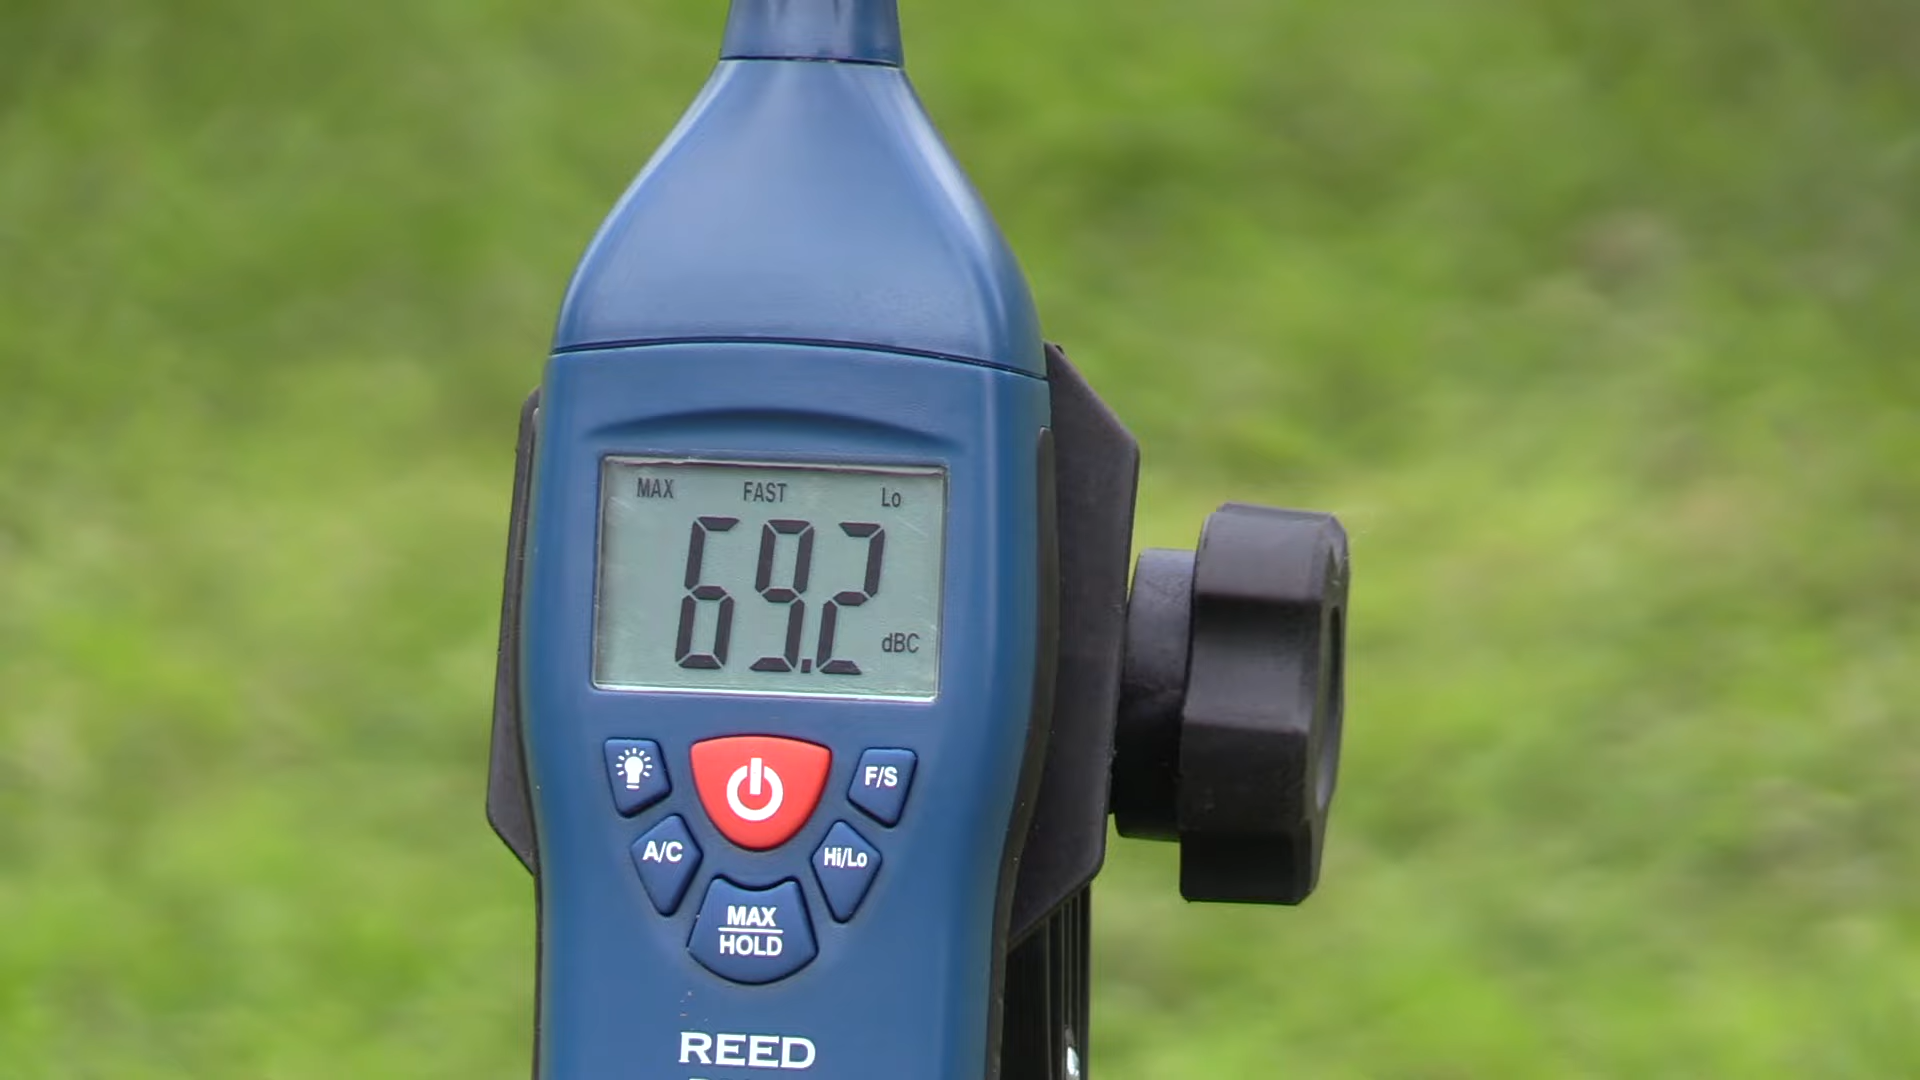 MAX FAST Lo
69.2 dBC
F/S
A/C Hi/Lo
MAX
HOLD
REED